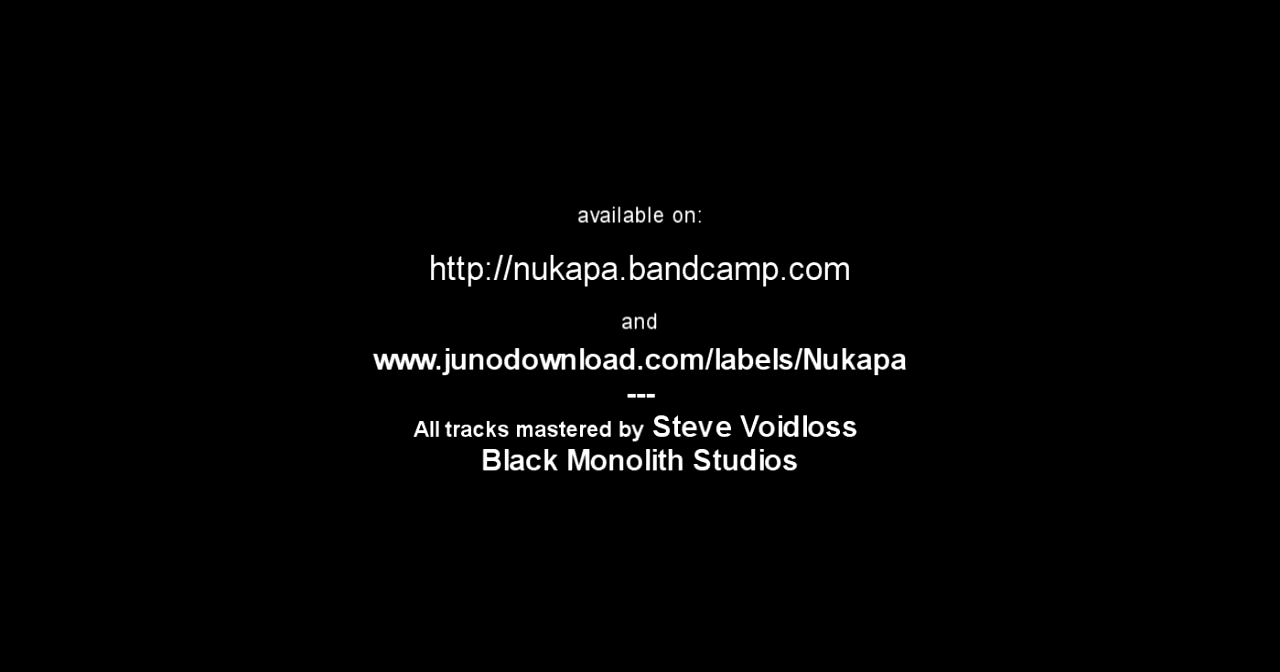 available on:
http://nukapa.bandcamp.com
and
www.junodownload.com/labels/Nukapa
---
All tracks mastered by Steve Voidloss
Black Monolith Studios